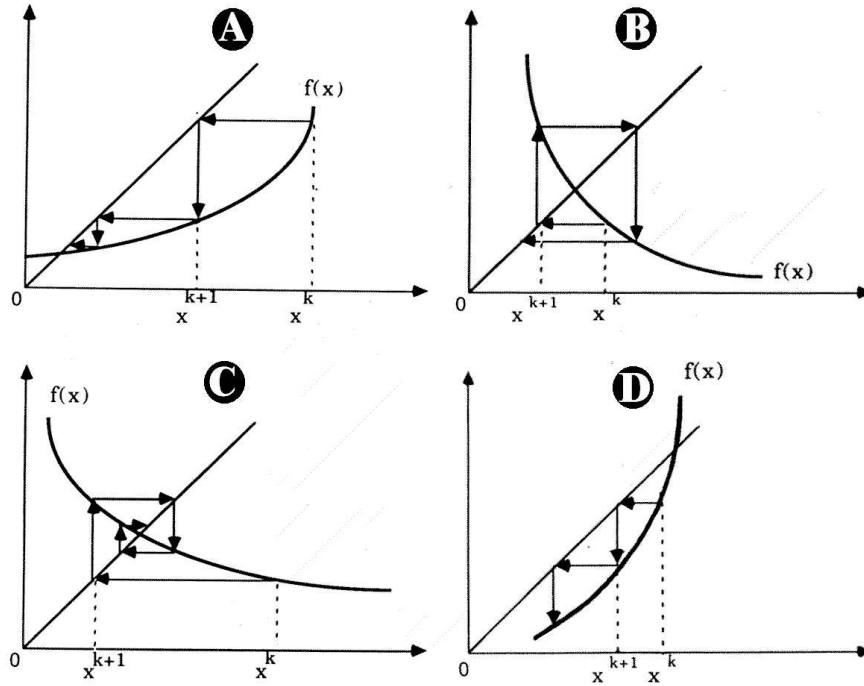 A
f(x)
0
x^{k+1} x^k
B
f(x)
0
x^{k+1} x^k
C
f(x)
0
x^{k+1} x^k
D
f(x)
0
x^{k+1} x^k